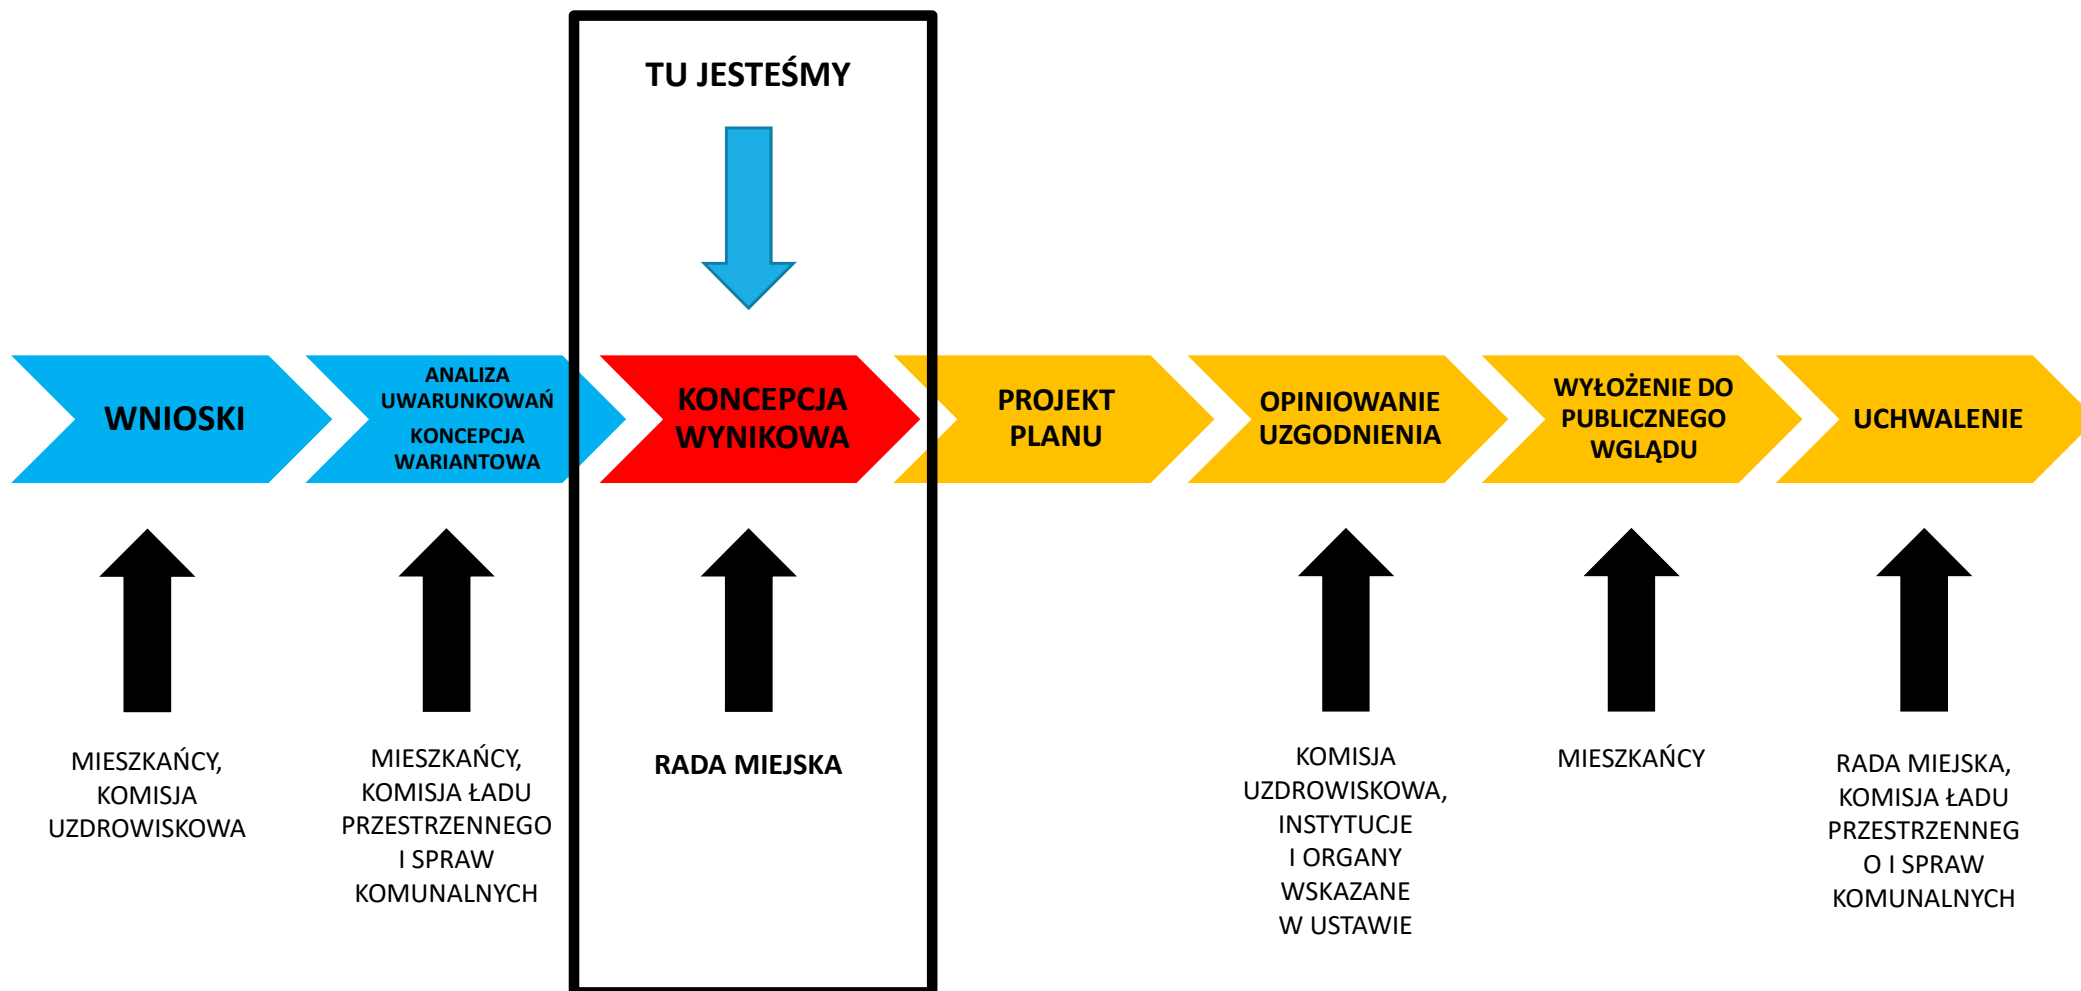 TU JESTEŚMY
WNIOSKI
ANALIZA
UWARUNKOWAŃ
KONCEPCJA
WARIANTOWA
KONCEPCJA
WYNIKOWA
PROJEKT
PLANU
OPINIOWANIE
UZGODNIENIA
WYŁOŻENIE DO
PUBLICZNEGO
WGLĄDU
UCHWALENIE
MIESZKAŃCY,
KOMISJA
UZDROWISKOWA
MIESZKAŃCY,
KOMISJA ŁADU
PRZESTRZENNEGO
I SPRAW
KOMUNALNYCH
RADA MIEJSKA
KOMISJA
UZDROWISKOWA,
INSTYTUCJE
I ORGANY
WSKAZANE
W USTAWIE
MIESZKAŃCY
RADA MIEJSKA,
KOMISJA ŁADU
PRZESTRZENNEG
O I SPRAW
KOMUNALNYCH